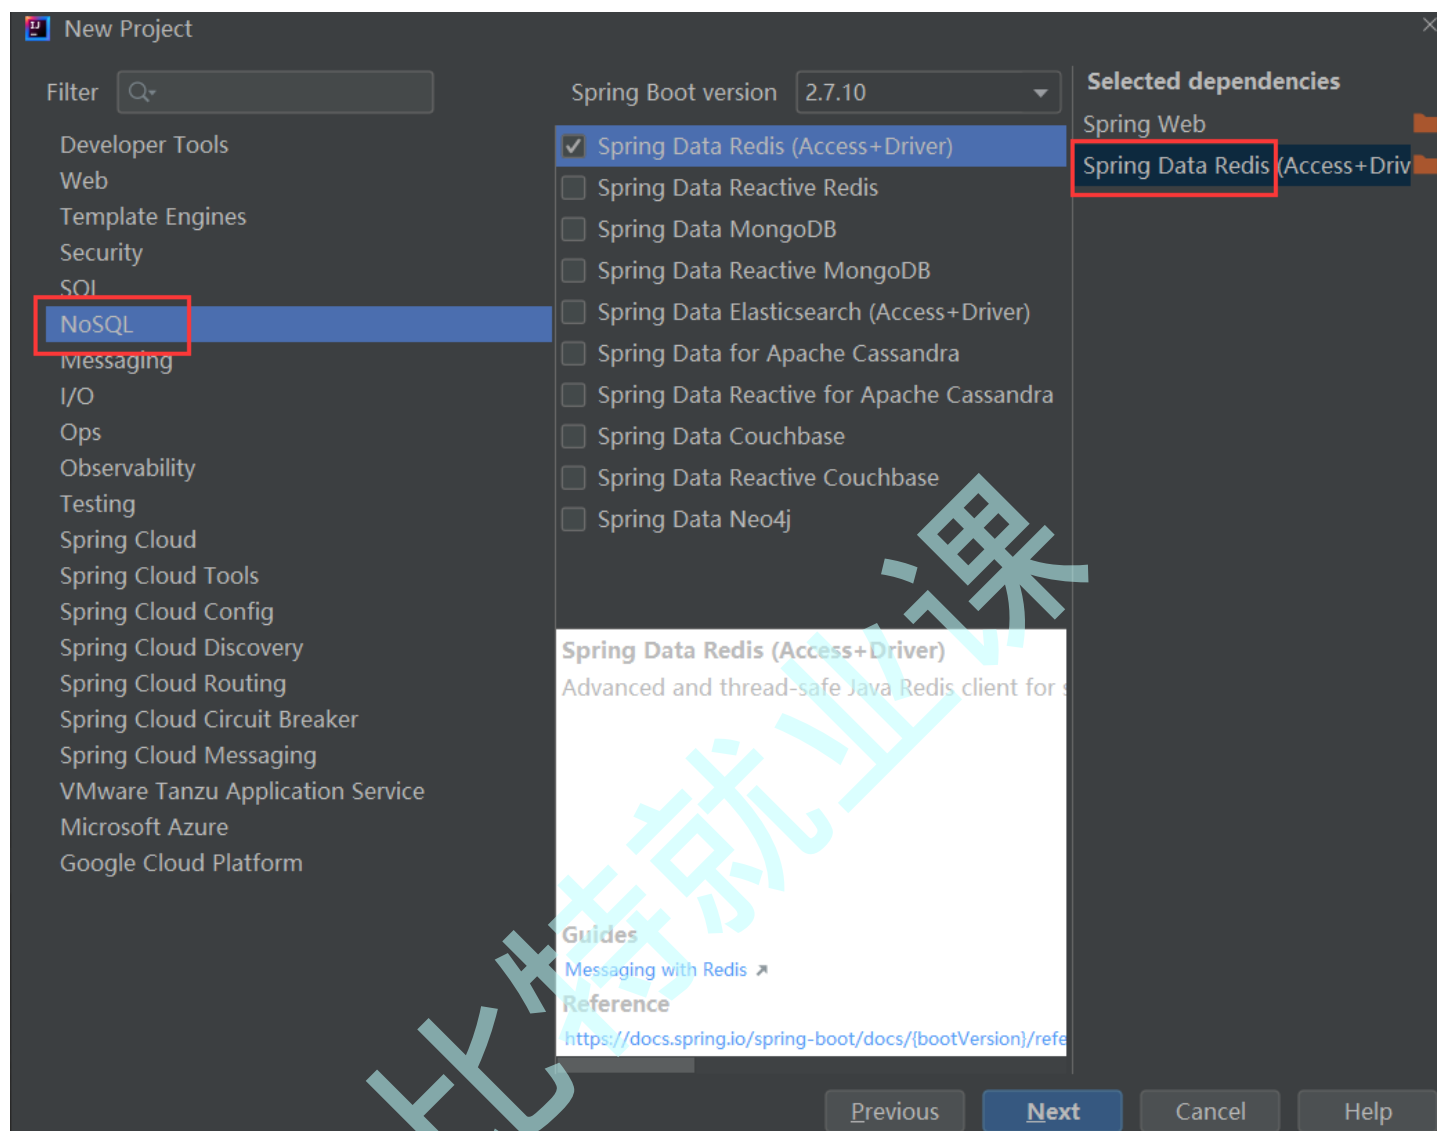 New Project
Filter
Developer Tools
Web
Template Engines
Security
SQL
NoSQL
Messaging
I/O
Ops
Observability
Testing
Spring Cloud
Spring Cloud Tools
Spring Cloud Config
Spring Cloud Discovery
Spring Cloud Routing
Spring Cloud Circuit Breaker
Spring Cloud Messaging
VMware Tanzu Application Service
Microsoft Azure
Google Cloud Platform
Spring Boot version 2.7.10
Spring Data Redis (Access+Driver)
Spring Data Reactive Redis
Spring Data MongoDB
Spring Data Reactive MongoDB
Spring Data Elasticsearch (Access+Driver)
Spring Data for Apache Cassandra
Spring Data Reactive for Apache Cassandra
Spring Data Couchbase
Spring Data Reactive Couchbase
Spring Data Neo4j
Spring Data Redis (Access+Driver)
Advanced and thread-safe Java Redis client for s
Guides
Messaging with Redis
Reference
https://docs.spring.io/spring-boot/docs/{bootVersion}/refe
Selected dependencies
Spring Web
Spring Data Redis (Access+Driv
Previous
Next
Cancel
Help
比特就业课